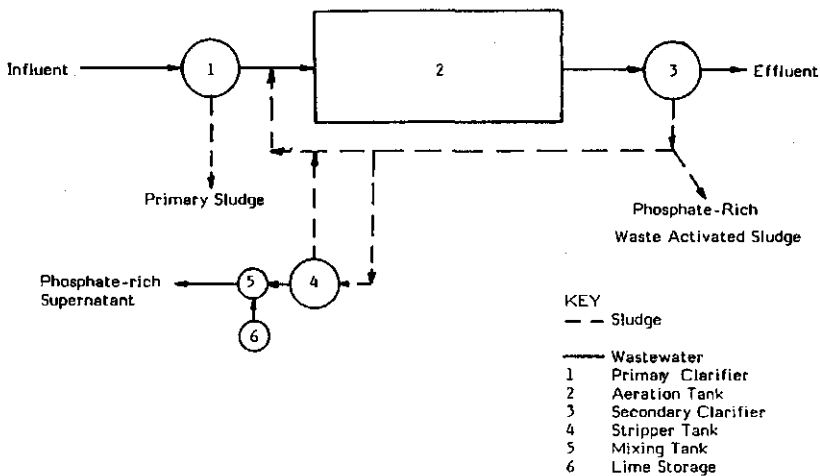 Influent
1
2
3
Effluent
Primary Sludge
Phosphate-Rich
Waste Activated Sludge
Phosphate-rich
Supernatant
5
4
6
KEY
Sludge
Wastewater
1 Primary Clarifier
2 Aeration Tank
3 Secondary Clarifier
4 Stripper Tank
5 Mixing Tank
6 Lime Storage